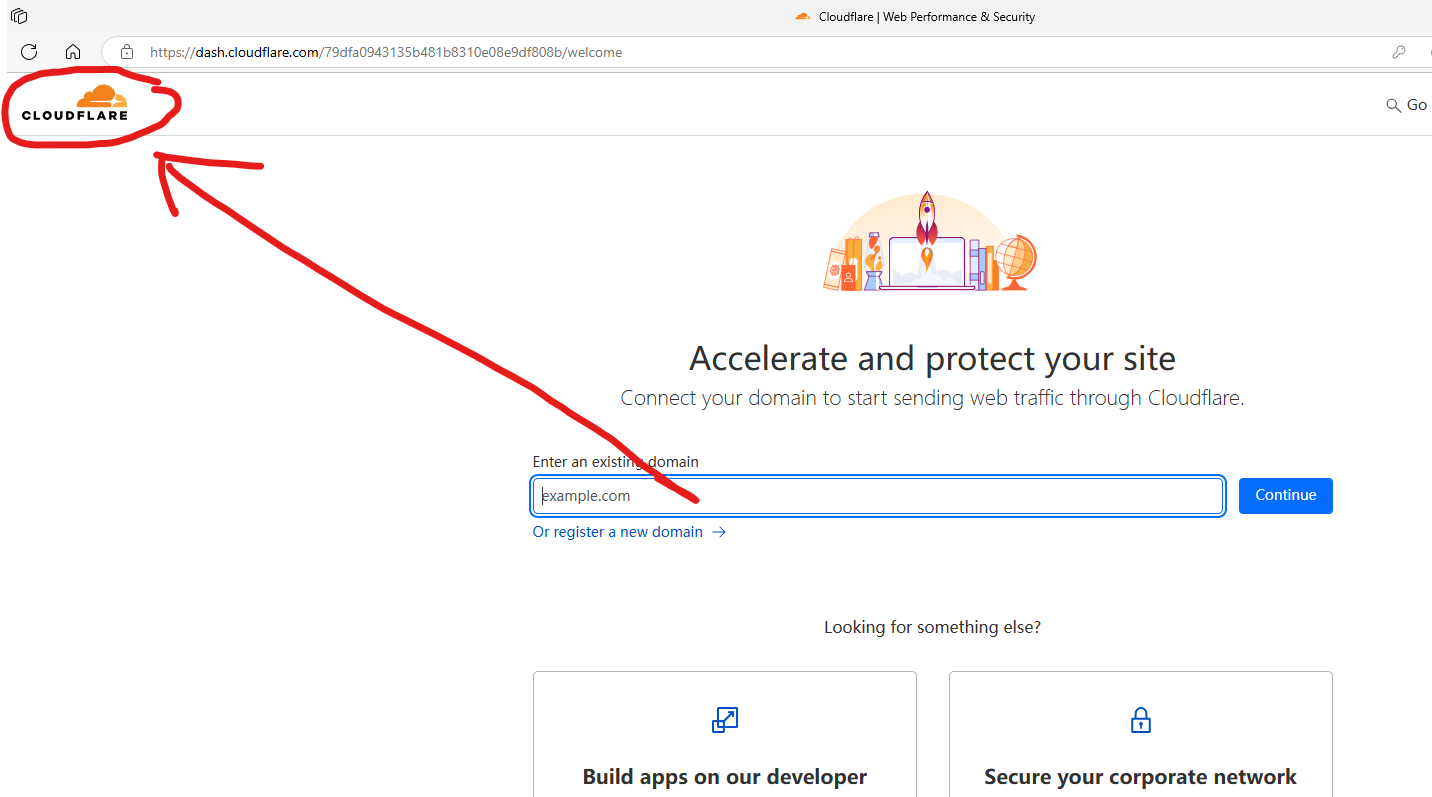 Cloudflare | Web Performance & Security
https://dash.cloudflare.com/79dfa0943135b481b8310e08e9df808b/welcome
CLOUDFLARE
Go
Accelerate and protect your site
Connect your domain to start sending web traffic through Cloudflare.
Enter an existing domain
example.com
Continue
Or register a new domain →
Looking for something else?
Build apps on our developer
Secure your corporate network